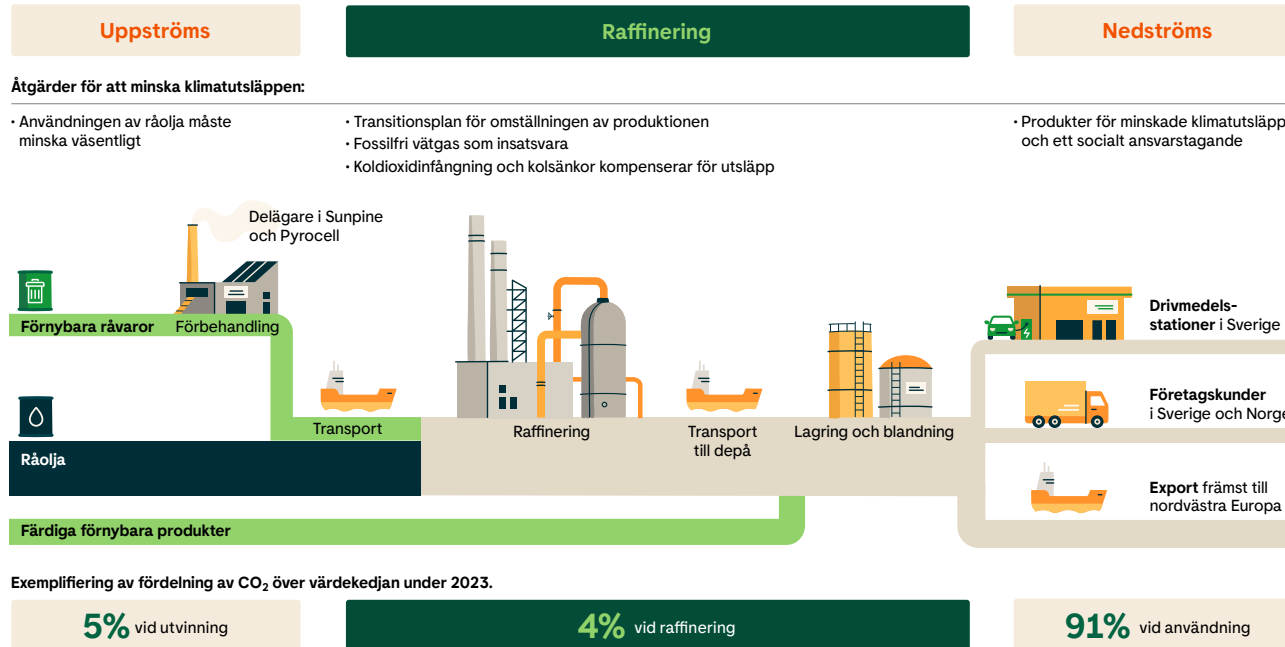 Uppströms
Raffinering
Nedströms
Åtgärder för att minska klimatutsläppen:
· Användningen av råolja måste
minska väsentligt
· Transitionsplan för omställningen av produktionen
· Fossilfri vätgas som insatsvara
· Koldioxidinfångning och kolsänkor kompenserar för utsläpp
· Produkter för minskade klimatutsläpp
och ett socialt ansvarstagande
Delägare i Sunpine
och Pyrocell
Förnybara råvaror
Förbehandling
Transport
Råolja
Raffinering
Transport
till depå
Lagring och blandning
Drivmedels-
stationer i Sverige
Företagskunder
i Sverige och Norge
Export främst till
nordvästra Europa
Färdiga förnybara produkter
Exemplifiering av fördelning av CO₂ över värdekedjan under 2023.
5% vid utvinning
4% vid raffinering
91% vid användning